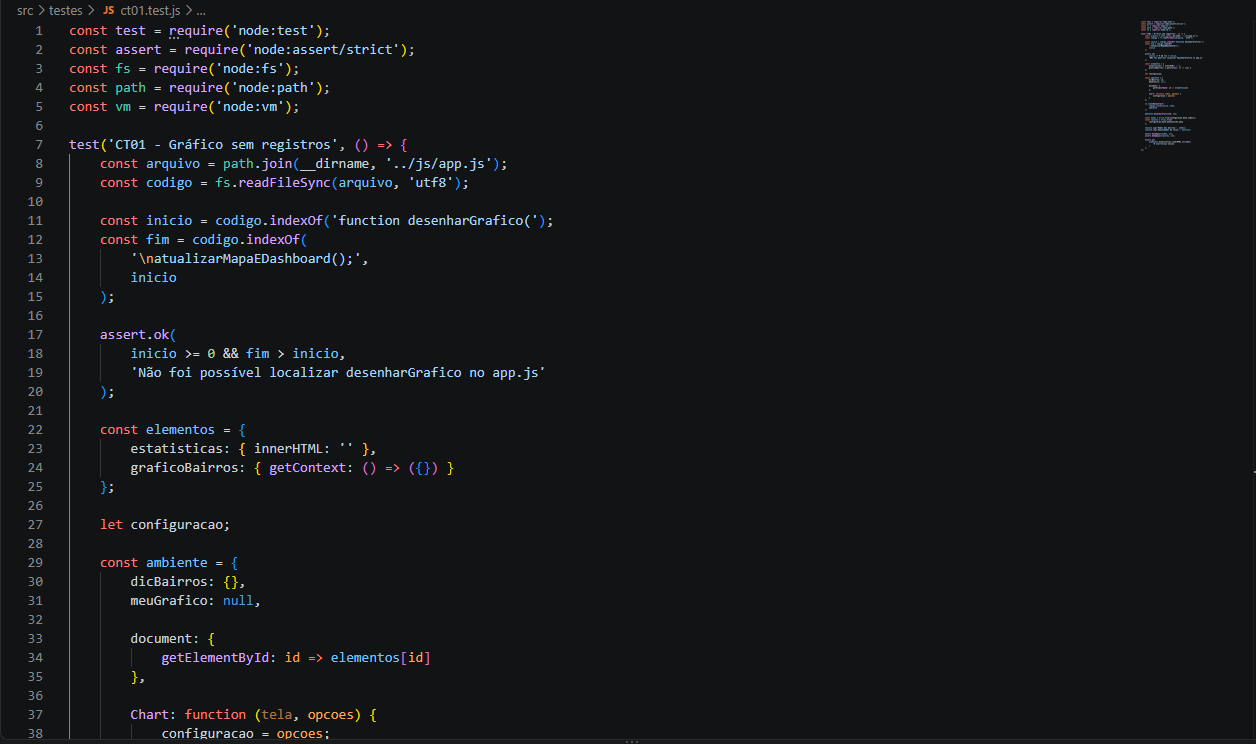 src > testes > JS ct01.test.js > ...
1 const test = require('node:test');
2 const assert = require('node:assert/strict');
3 const fs = require('node:fs');
4 const path = require('node:path');
5 const vm = require('node:vm');
6
7 test('CT01 - Gráfico sem registros', () => {
8     const arquivo = path.join(__dirname, '../js/app.js');
9     const codigo = fs.readFileSync(arquivo, 'utf8');
10
11     const inicio = codigo.indexOf('function desenharGrafico(');
12     const fim = codigo.indexOf(
13         '\natualizarMapaEDashboard();',
14         inicio
15     );
16
17     assert.ok(
18         inicio >= 0 && fim > inicio,
19         'Não foi possível localizar desenharGrafico no app.js'
20     );
21
22     const elementos = {
23         estatisticas: { innerHTML: '' },
24         graficoBairros: { getContext: () => ({}) }
25     };
26
27     let configuracao;
28
29     const ambiente = {
30         dicBairros: {},
31         meuGrafico: null,
32
33         document: {
34             getElementById: id => elementos[id]
35         },
36
37         Chart: function (tela, opcoes) {
38             configuracao = opcoes;